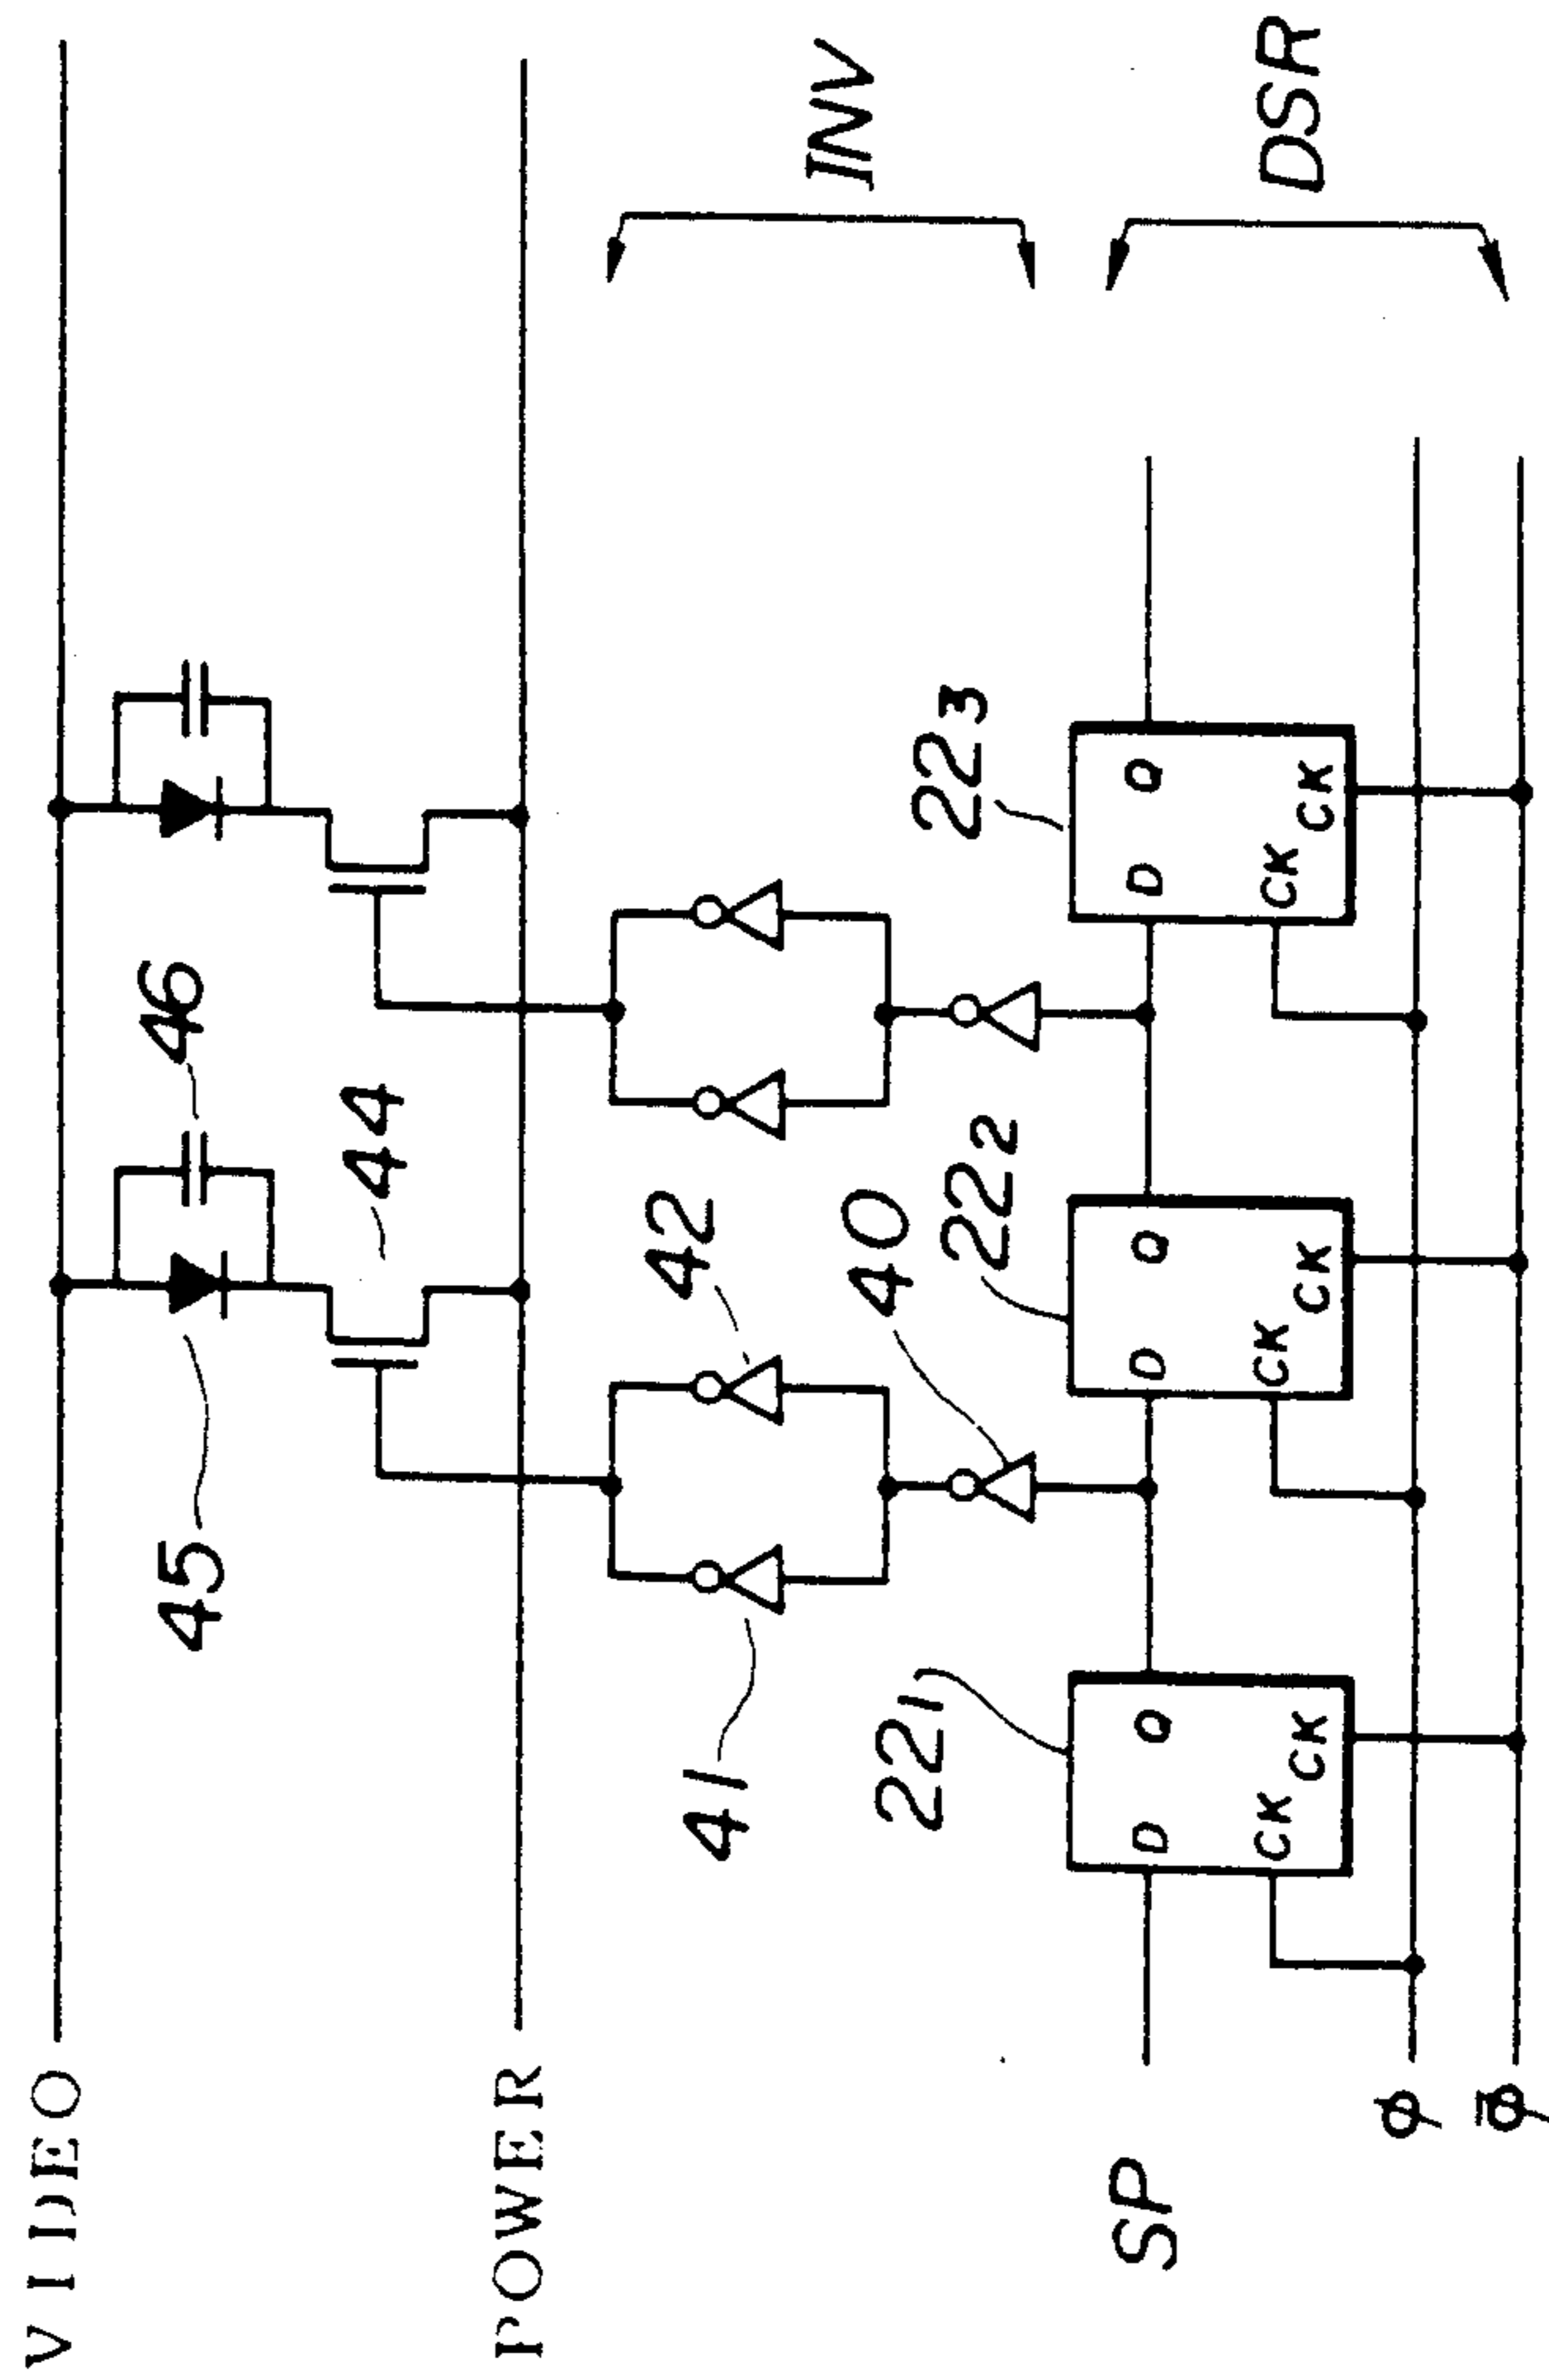 VIDEO
46
45
44
POWER
42
41
40
INV
22₁
22₂
22₃
SP
D Q
CK
CK
D Q
CK
CK
D Q
CK
CK
DSR
φ
φ̄